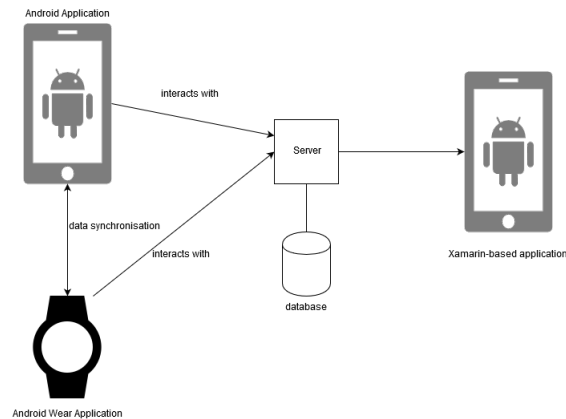 Android Application
interacts with
Server
data synchronisation
interacts with
Xamarin-based application
database
Android Wear Application